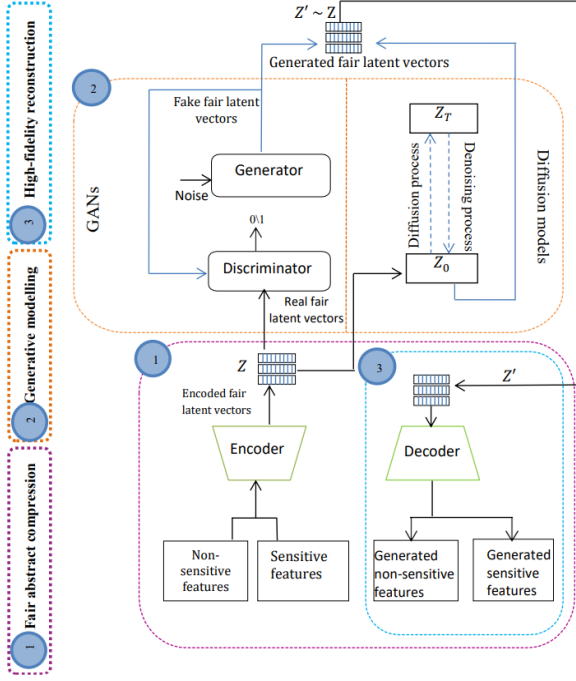 3 High-fidelity reconstruction
2 Generative modelling
1 Fair abstract compression
Z′ ~ Z
Generated fair latent vectors
2
GANs
Fake fair latent
vectors
Generator
Noise
0\1
Discriminator
Real fair
latent vectors
Z_T
Diffusion process
Denoising process
Z_0
Diffusion models
1
Z
Encoded fair
latent vectors
Encoder
Non-
sensitive
features
Sensitive
features
3
Z′
Decoder
Generated
non-sensitive
features
Generated
sensitive
features